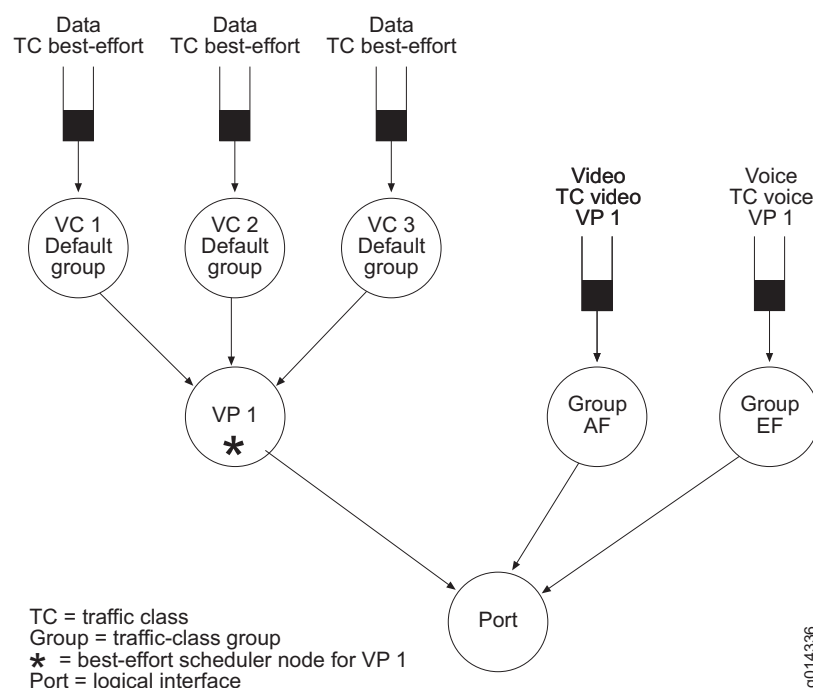 Data
TC best-effort
Data
TC best-effort
Data
TC best-effort
Video
TC video
VP 1
Voice
TC voice
VP 1
VC 1
Default
group
VC 2
Default
group
VC 3
Default
group
VP 1
*
Group
AF
Group
EF
Port
TC = traffic class
Group = traffic-class group
* = best-effort scheduler node for VP 1
Port = logical interface
g014336